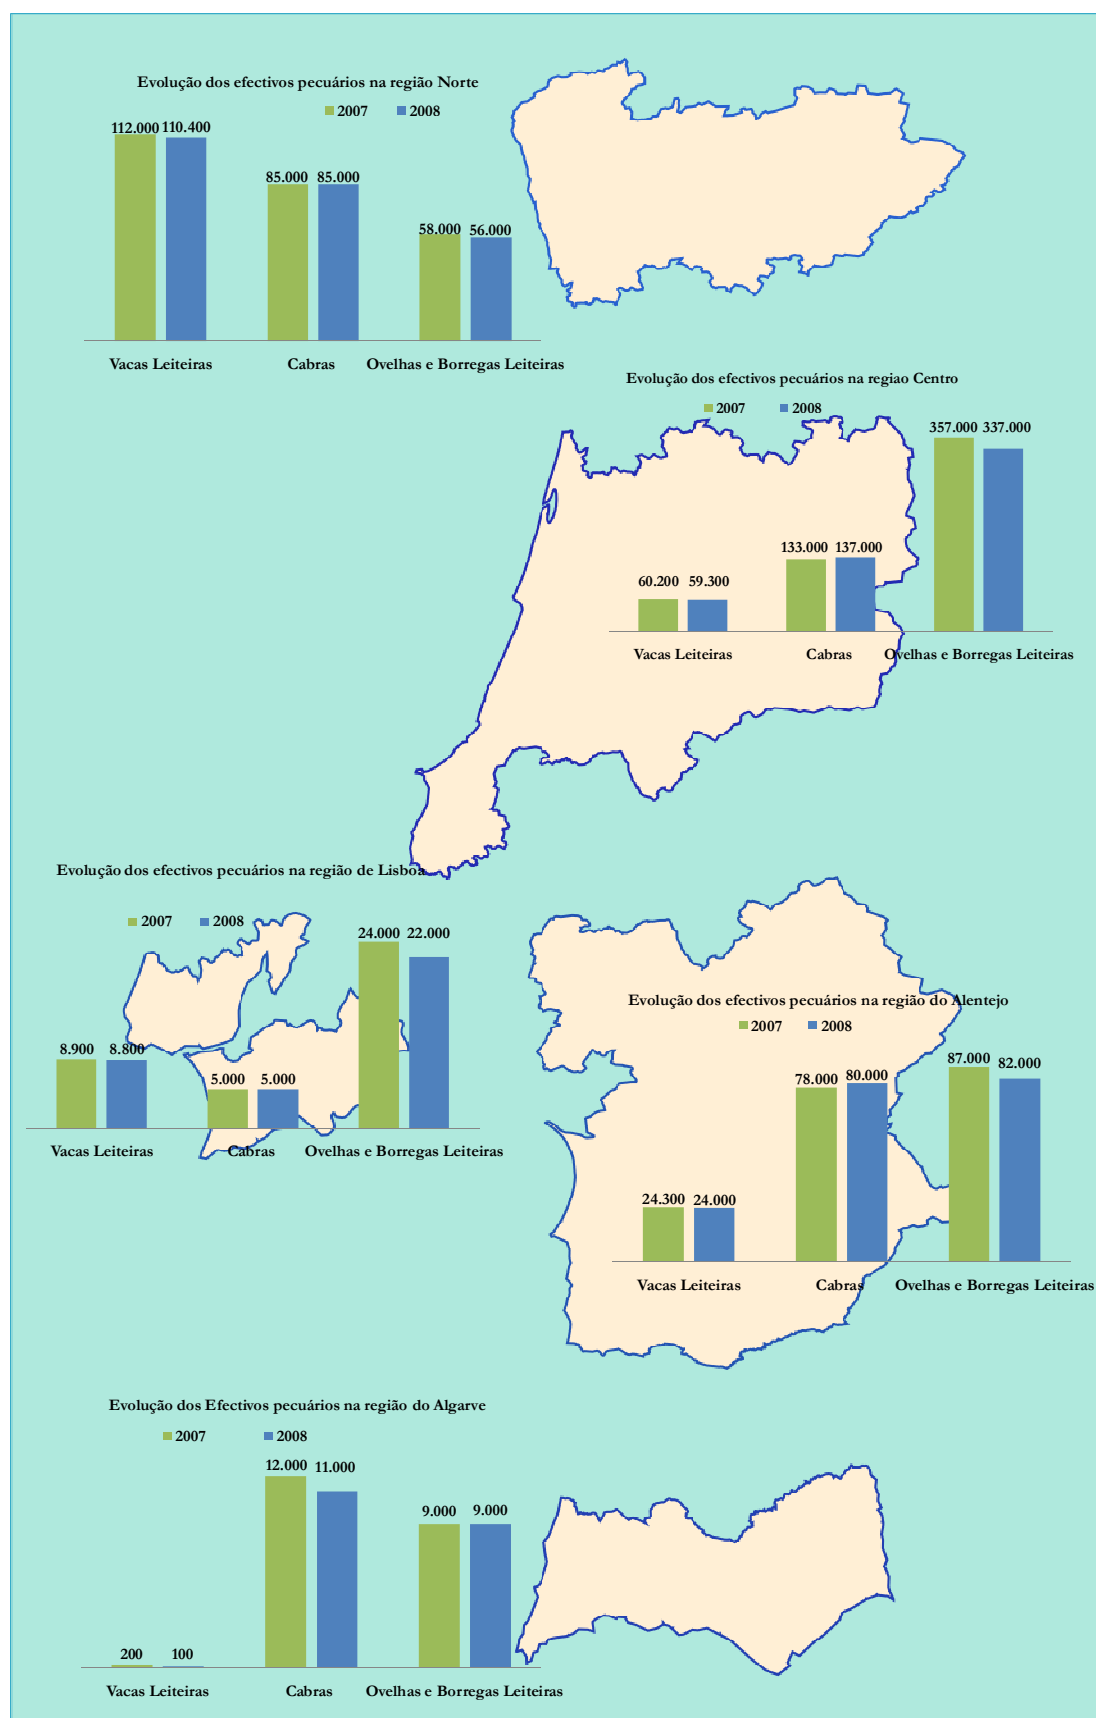 Evolução dos efectivos pecuários na região Norte
2007 2008
112.000 110.400
85.000 85.000
58.000 56.000
Vacas Leiteiras Cabras Ovelhas e Borregas Leiteiras
Evolução dos efectivos pecuários na regiao Centro
2007 2008
357.000 337.000
133.000 137.000
60.200 59.300
Vacas Leiteiras Cabras Ovelhas e Borregas Leiteiras
Evolução dos efectivos pecuários na região de Lisboa
2007 2008
24.000 22.000
8.900 8.800
5.000 5.000
Vacas Leiteiras Cabras Ovelhas e Borregas Leiteiras
Evolução dos efectivos pecuários na região do Alentejo
2007 2008
87.000 82.000
78.000 80.000
24.300 24.000
Vacas Leiteiras Cabras Ovelhas e Borregas Leiteiras
Evolução dos Efectivos pecuários na região do Algarve
2007 2008
12.000 11.000
9.000 9.000
200 100
Vacas Leiteiras Cabras Ovelhas e Borregas Leiteiras